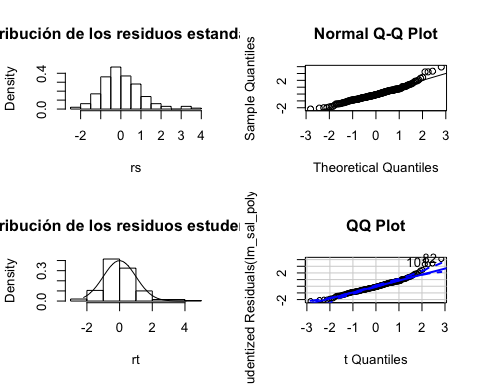 ribución de los residuos estand
Density
0.0
0.4
-2
0
1
2
3
4
rs
Normal Q-Q Plot
Sample Quantiles
-2
2
-3
-2
-1
0
1
2
3
Theoretical Quantiles
ribución de los residuos estude
Density
0.0
0.3
-2
0
2
4
rt
QQ Plot
udentized Residuals(lm_sal_poly
-2
2
-3
-2
-1
0
1
2
3
t Quantiles